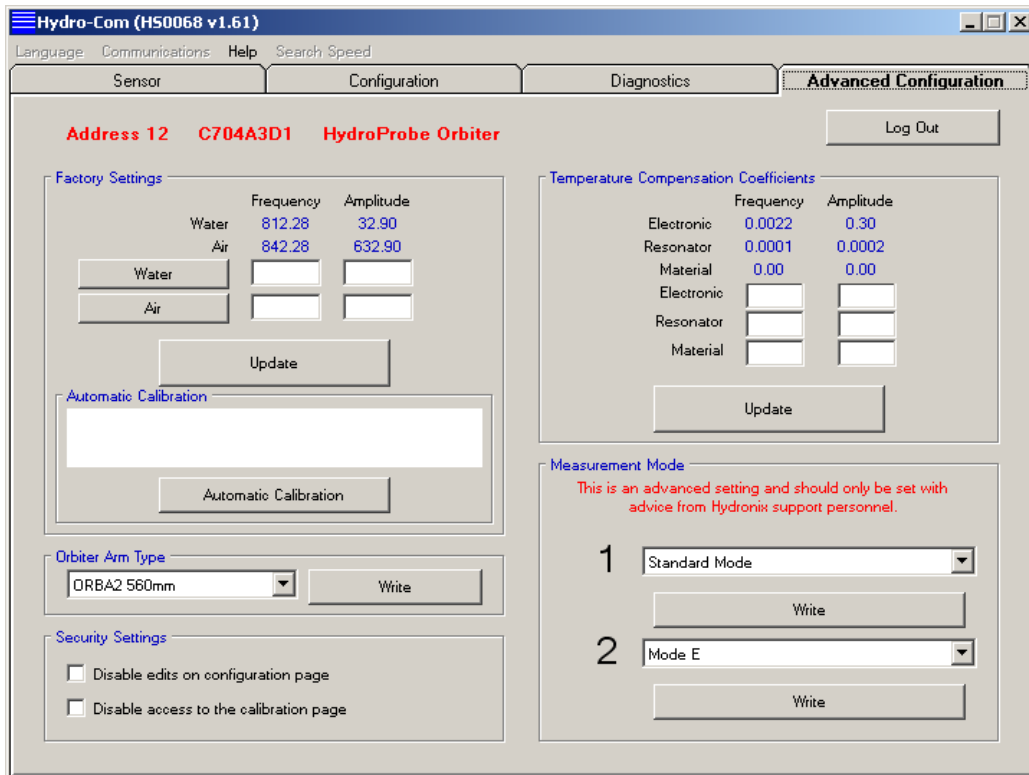 Hydro-Com (HS0068 v1.61)
Language Communications Help Search Speed
Sensor Configuration Diagnostics Advanced Configuration
Address 12 C704A3D1 HydroProbe Orbiter
Log Out
Factory Settings
Frequency Amplitude
Water 812.28 32.90
Air 842.28 632.90
Water
Air
Update
Automatic Calibration
Automatic Calibration
Orbiter Arm Type
ORBA2 560mm Write
Security Settings
Disable edits on configuration page
Disable access to the calibration page
Temperature Compensation Coefficients
Frequency Amplitude
Electronic 0.0022 0.30
Resonator 0.0001 0.0002
Material 0.00 0.00
Electronic
Resonator
Material
Update
Measurement Mode
This is an advanced setting and should only be set with
advice from Hydronix support personnel.
1 Standard Mode
Write
2 Mode E
Write